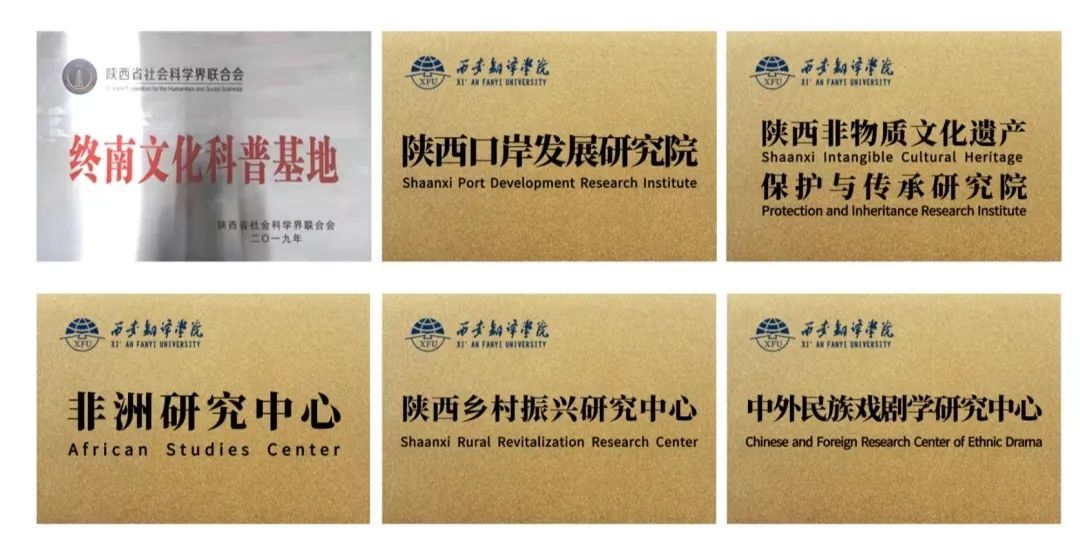 陕西省社会科学界联合会
终南文化科普基地
陕西省社会科学界联合会
二〇一九年
XFU
西安翻译学院
XI' AN FANYI UNIVERSITY
陕西口岸发展研究院
Shaanxi Port Development Research Institute
XFU
西安翻译学院
XI' AN FANYI UNIVERSITY
陕西非物质文化遗产
Shaanxi Intangible Cultural Heritage
保护与传承研究院
Protection and Inheritance Research Institute
XFU
西安翻译学院
XI' AN FANYI UNIVERSITY
非洲研究中心
African Studies Center
XFU
西安翻译学院
XI' AN FANYI UNIVERSITY
陕西乡村振兴研究中心
Shaanxi Rural Revitalization Research Center
XFU
西安翻译学院
XI' AN FANYI UNIVERSITY
中外民族戏剧学研究中心
Chinese and Foreign Research Center of Ethnic Drama